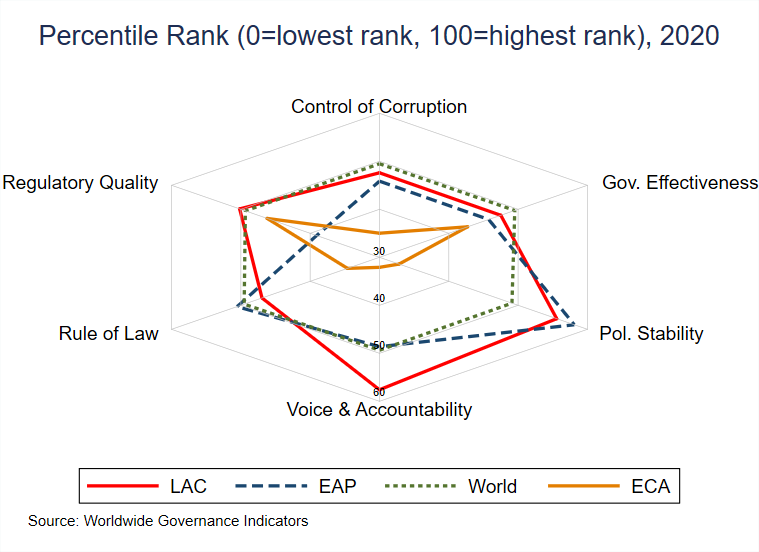 Percentile Rank (0=lowest rank, 100=highest rank), 2020
Control of Corruption
Regulatory Quality
Gov. Effectiveness
30
40
Rule of Law
Pol. Stability
50
60
Voice & Accountability
LAC EAP World ECA
Source: Worldwide Governance Indicators